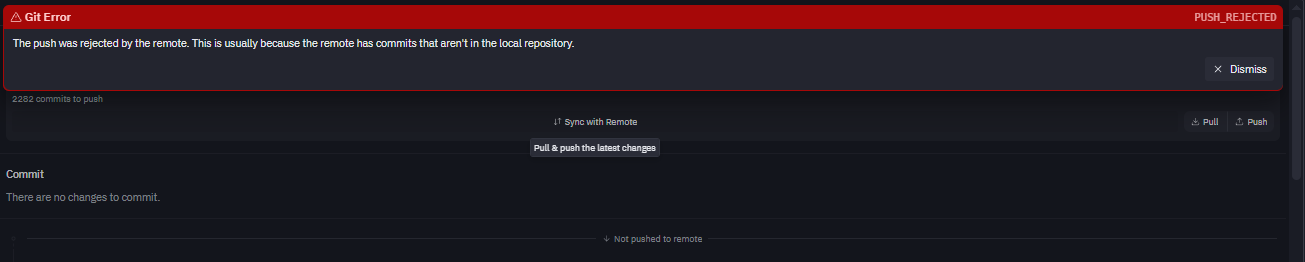 Git Error
PUSH_REJECTED
The push was rejected by the remote. This is usually because the remote has commits that aren't in the local repository.
Dismiss
2282 commits to push
Sync with Remote
Pull
Push
Pull & push the latest changes
Commit
There are no changes to commit.
Not pushed to remote